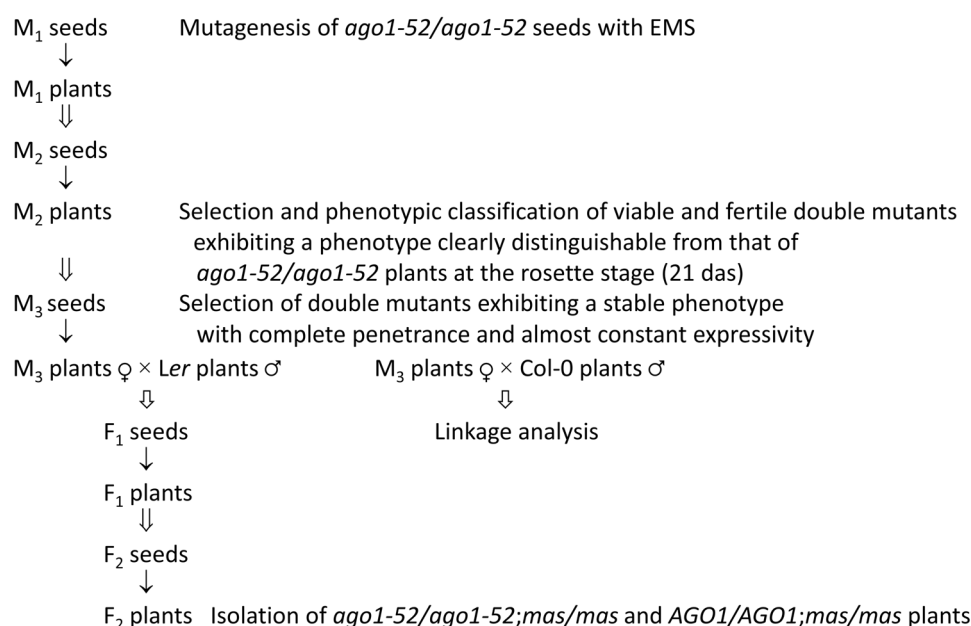 M₁ seeds Mutagenesis of ago1-52/ago1-52 seeds with EMS
↓
M₁ plants
⇓
M₂ seeds
↓
M₂ plants Selection and phenotypic classification of viable and fertile double mutants
exhibiting a phenotype clearly distinguishable from that of
⇓ ago1-52/ago1-52 plants at the rosette stage (21 das)
M₃ seeds Selection of double mutants exhibiting a stable phenotype
↓ with complete penetrance and almost constant expressivity
M₃ plants ♀ × Ler plants ♂ M₃ plants ♀ × Col-0 plants ♂
⇩ ⇩
F₁ seeds Linkage analysis
↓
F₁ plants
⇓
F₂ seeds
↓
F₂ plants Isolation of ago1-52/ago1-52;mas/mas and AGO1/AGO1;mas/mas plants